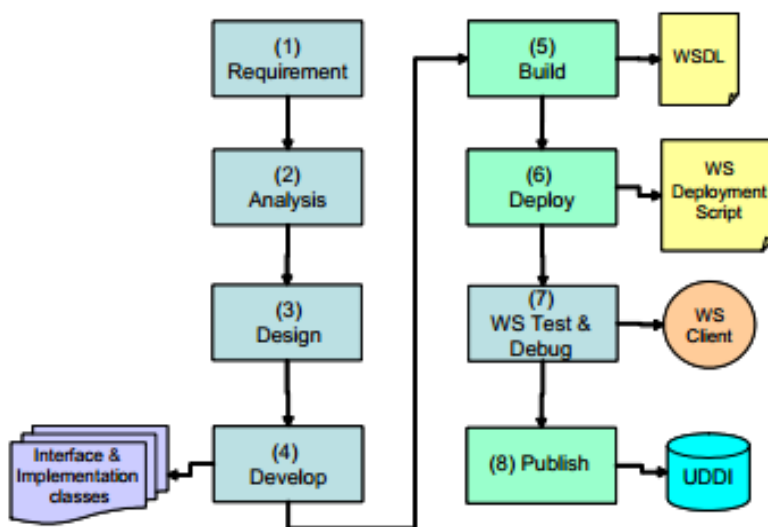 (1)
Requirement
(2)
Analysis
(3)
Design
(4)
Develop
Interface &
Implementation
classes
(5)
Build
WSDL
(6)
Deploy
WS
Deployment
Script
(7)
WS Test &
Debug
WS
Client
(8) Publish
UDDI